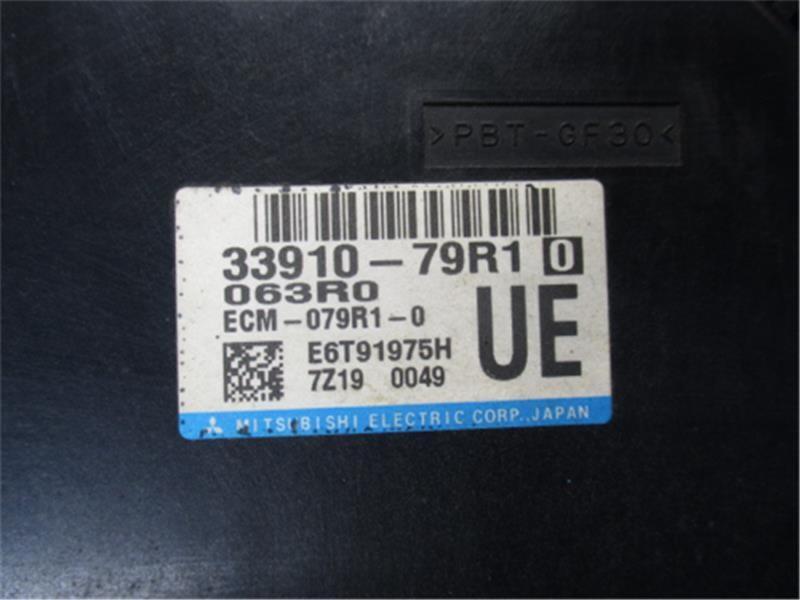 >PBT-GF30<
33910-79R1 0
063R0
ECM-079R1-0
UE
E6T91975H
7Z19 0049
MITSUBISHI ELECTRIC CORP., JAPAN